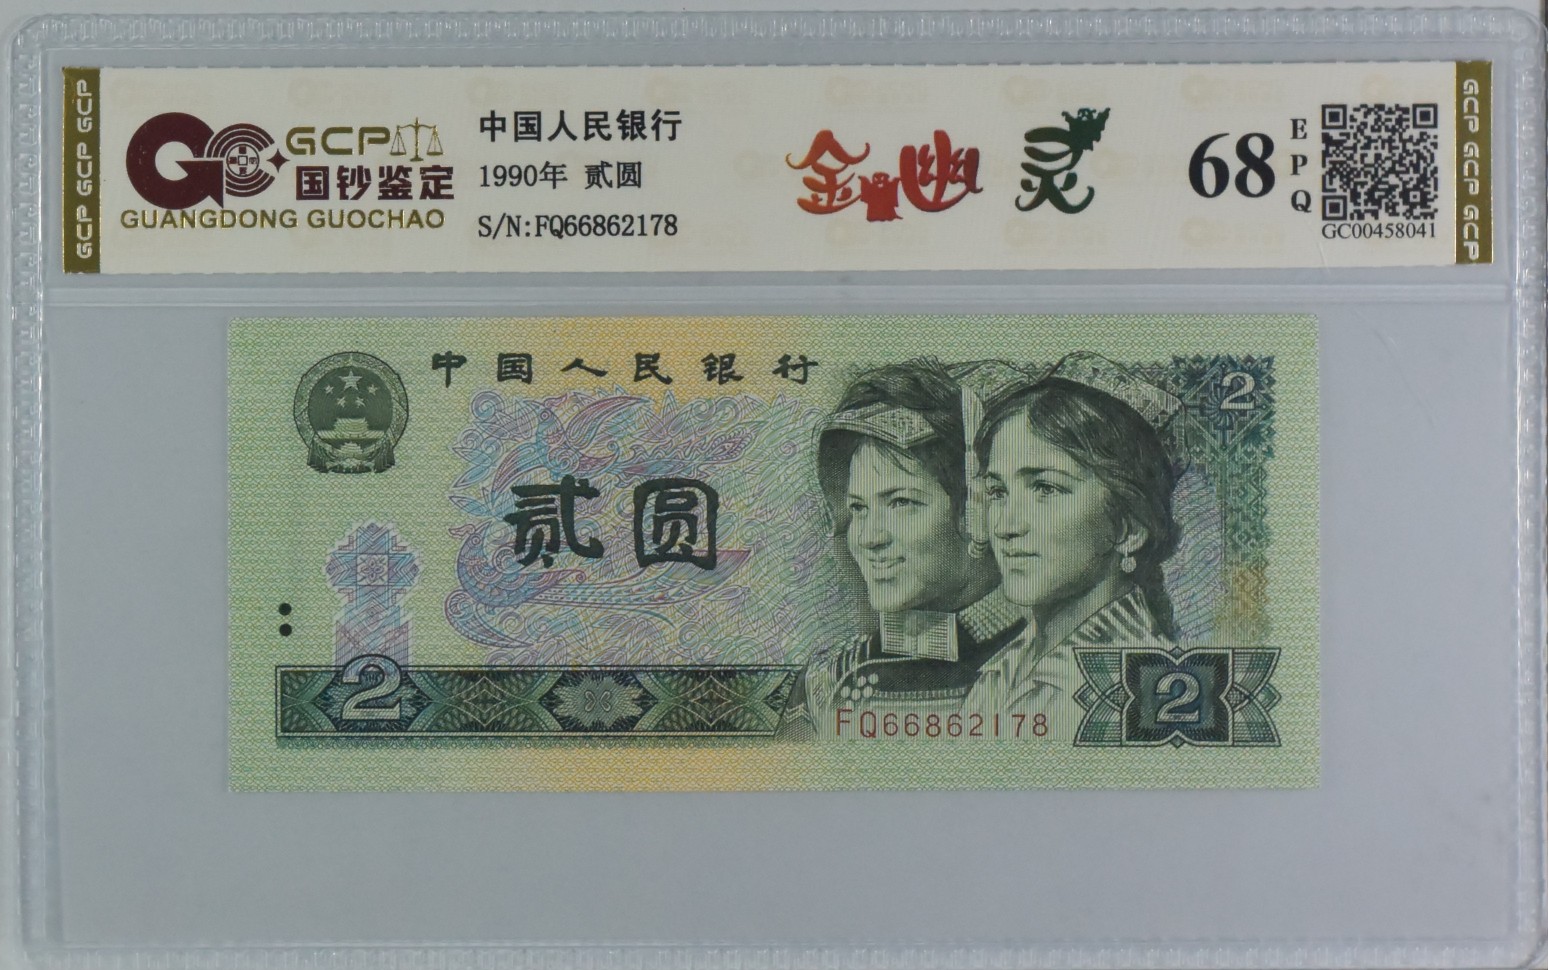 GCP GCP GCP
GCP
国钞鉴定
GUANGDONG GUOCHAO
中国人民银行
1990年 贰圆
S/N:FQ66862178
金幽灵
68
EPQ
GC00458041
GCP GCP GCP
中国人民银行
2
贰圆
2
FQ66862178
2